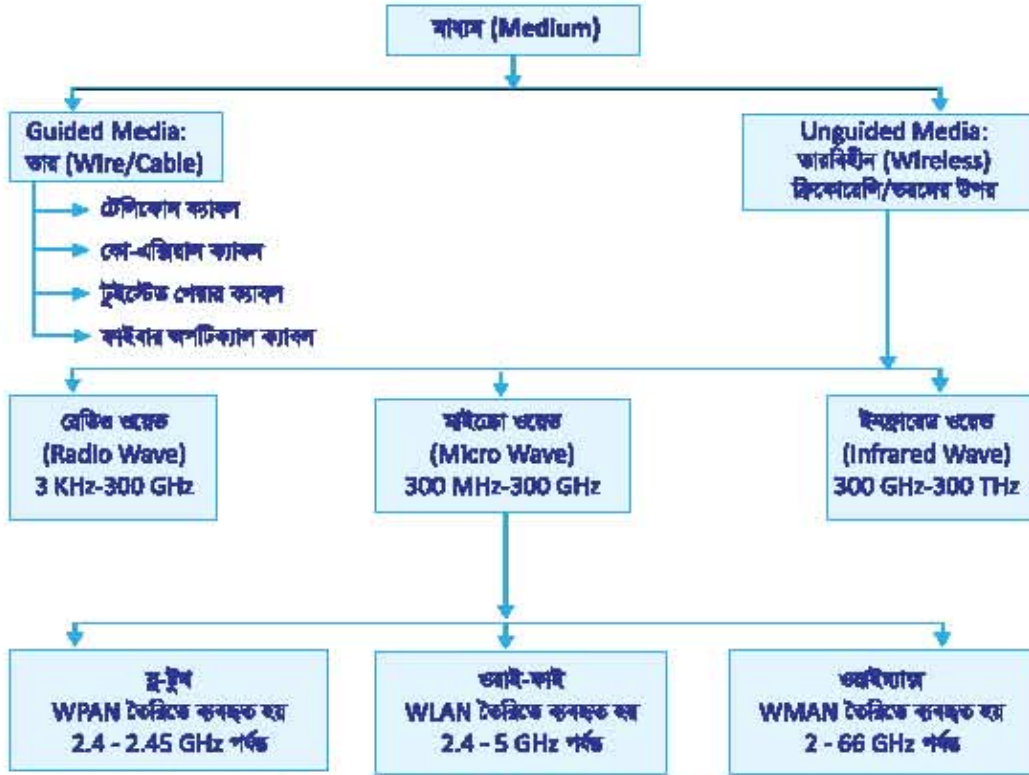 মাধ্যম (Medium)
Guided Media:
তার (Wire/Cable)
টেলিফোন ক্যাবল
কো-এক্সিয়াল ক্যাবল
টুইস্টেড পেয়ার ক্যাবল
ফাইবার অপটিক্যাল ক্যাবল
Unguided Media:
তারবিহীন (Wireless)
ফ্রিকোয়েন্সি/তরঙ্গের উপর
রেডিও ওয়েভ
(Radio Wave)
3 KHz-300 GHz
মাইক্রো ওয়েভ
(Micro Wave)
300 MHz-300 GHz
ইনফ্রারেড ওয়েভ
(Infrared Wave)
300 GHz-300 THz
ব্লু-টুথ
WPAN তৈরিতে ব্যবহৃত হয়
2.4 - 2.45 GHz পর্যন্ত
ওয়াই-ফাই
WLAN তৈরিতে ব্যবহৃত হয়
2.4 - 5 GHz পর্যন্ত
ওয়াইম্যাক্স
WMAN তৈরিতে ব্যবহৃত হয়
2 - 66 GHz পর্যন্ত